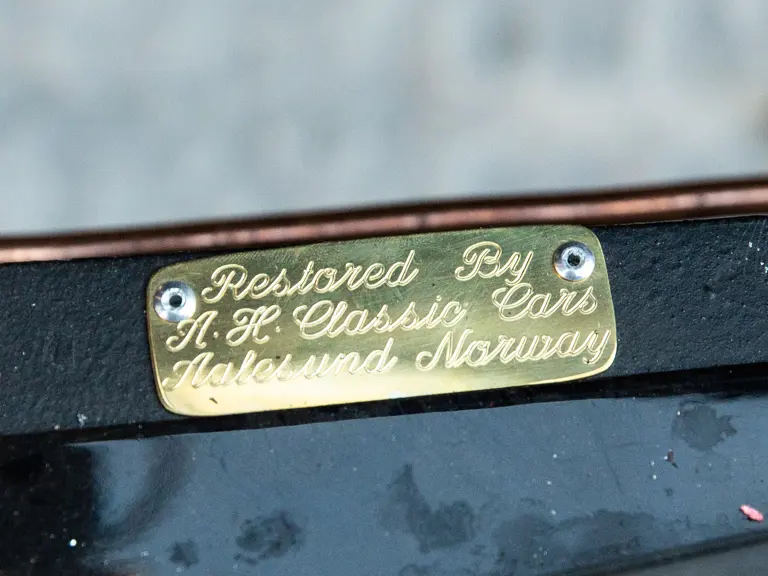 Restored By
A.H. Classic Cars
Aalesund Norway